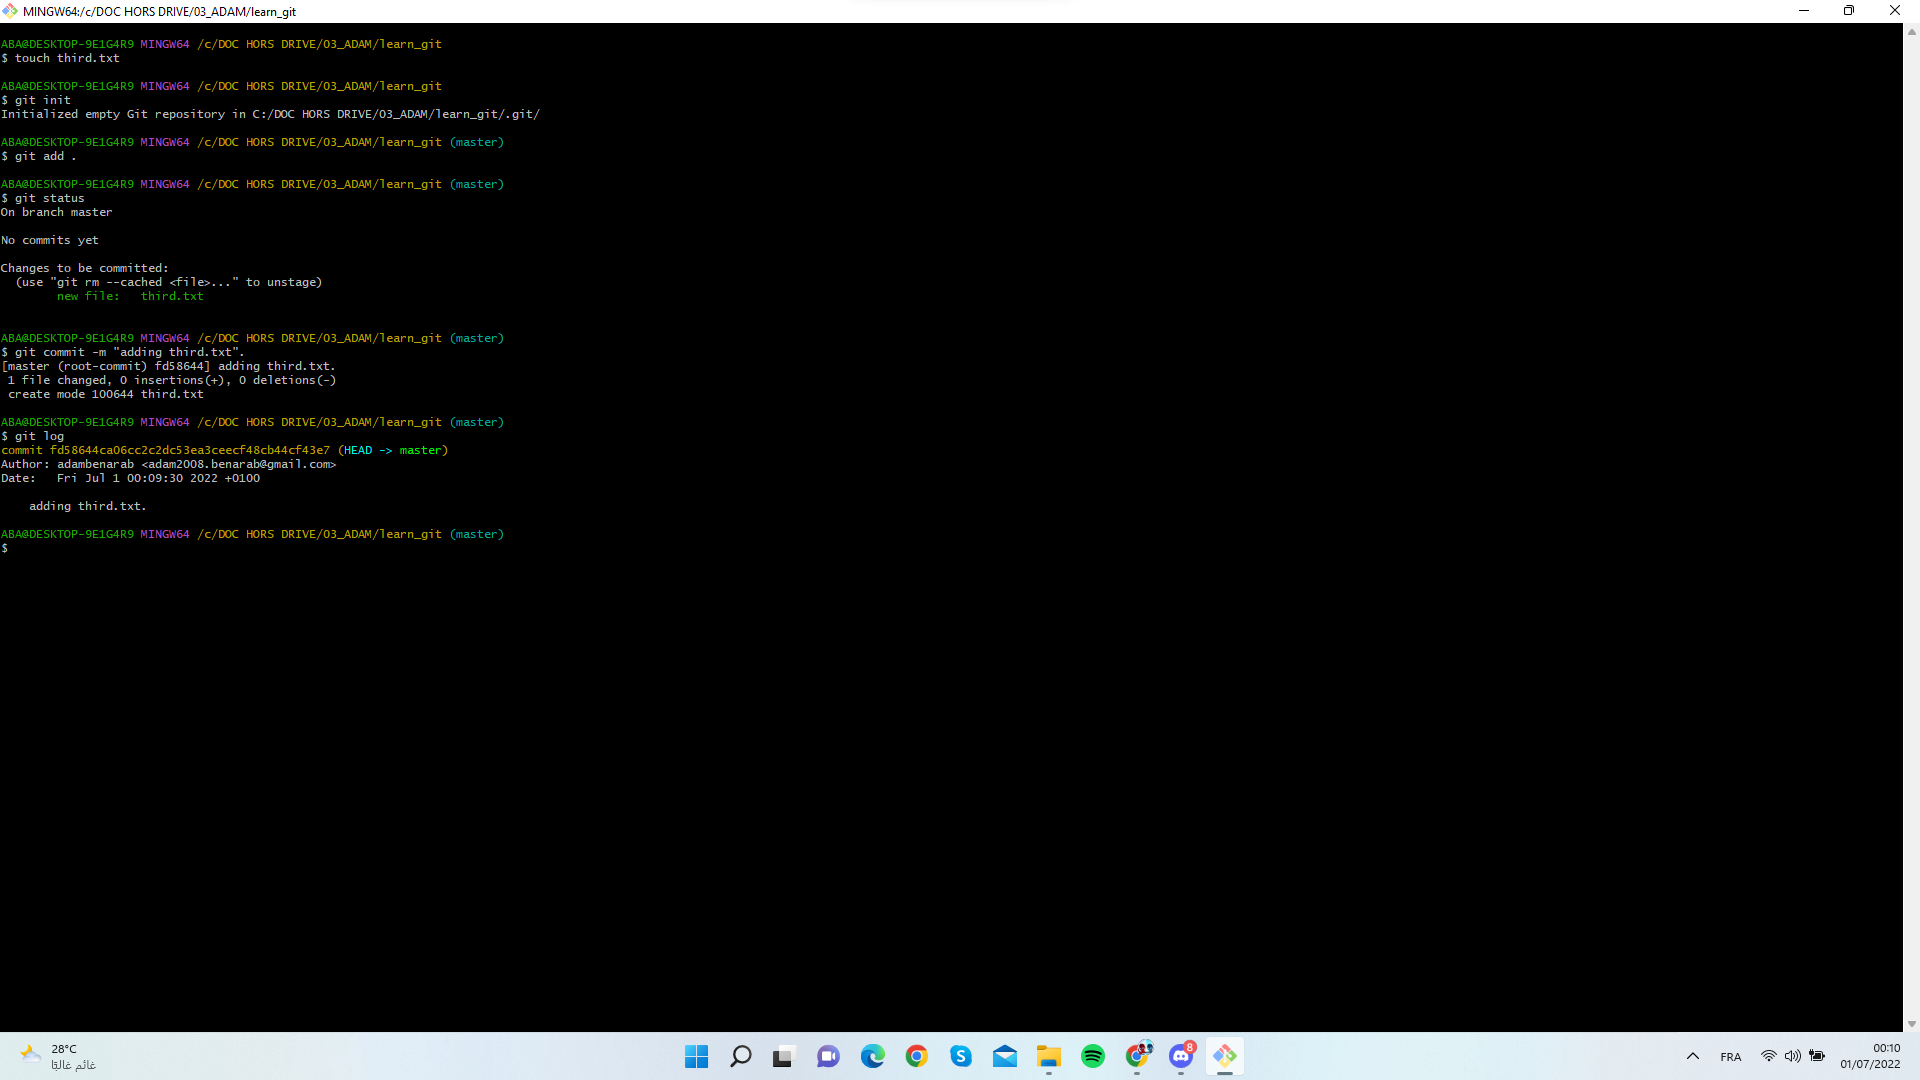 MINGW64:/c/DOC HORS DRIVE/03_ADAM/learn_git
ABA@DESKTOP-9E1G4R9 MINGW64 /c/DOC HORS DRIVE/03_ADAM/learn_git
$ touch third.txt
ABA@DESKTOP-9E1G4R9 MINGW64 /c/DOC HORS DRIVE/03_ADAM/learn_git
$ git init
Initialized empty Git repository in C:/DOC HORS DRIVE/03_ADAM/learn_git/.git/
ABA@DESKTOP-9E1G4R9 MINGW64 /c/DOC HORS DRIVE/03_ADAM/learn_git (master)
$ git add .
ABA@DESKTOP-9E1G4R9 MINGW64 /c/DOC HORS DRIVE/03_ADAM/learn_git (master)
$ git status
On branch master
No commits yet
Changes to be committed:
  (use "git rm --cached <file>..." to unstage)
        new file:   third.txt
ABA@DESKTOP-9E1G4R9 MINGW64 /c/DOC HORS DRIVE/03_ADAM/learn_git (master)
$ git commit -m "adding third.txt".
[master (root-commit) fd58644] adding third.txt.
 1 file changed, 0 insertions(+), 0 deletions(-)
 create mode 100644 third.txt
ABA@DESKTOP-9E1G4R9 MINGW64 /c/DOC HORS DRIVE/03_ADAM/learn_git (master)
$ git log
commit fd58644ca06cc2c2dc53ea3ceecf48cb44cf43e7 (HEAD -> master)
Author: adambenarab <adam2008.benarab@gmail.com>
Date:   Fri Jul 1 00:09:30 2022 +0100
    adding third.txt.
ABA@DESKTOP-9E1G4R9 MINGW64 /c/DOC HORS DRIVE/03_ADAM/learn_git (master)
$
28°C
غائم غالبًا
8
FRA
00:10
01/07/2022